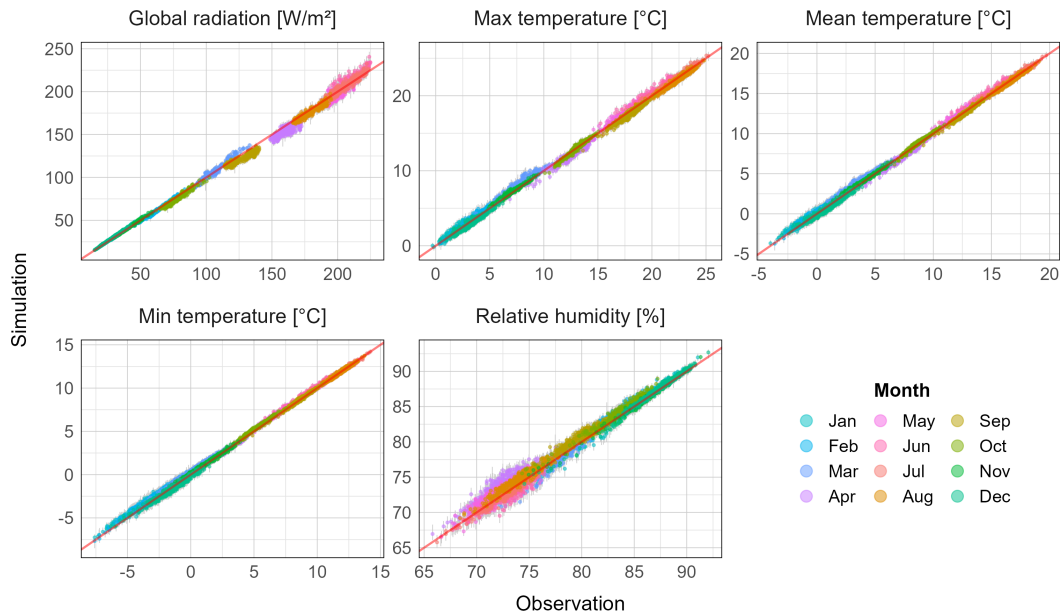 Global radiation [W/m²] Max temperature [°C] Mean temperature [°C]
250
200
150
100
50
50 100 150 200
20
10
0
0 5 10 15 20 25
20
15
10
5
0
-5
-5 0 5 10 15 20
Simulation
Min temperature [°C] Relative humidity [%]
15
10
5
0
-5
-5 0 5 10 15
90
85
80
75
70
65
65 70 75 80 85 90
Month
Jan May Sep
Feb Jun Oct
Mar Jul Nov
Apr Aug Dec
Observation